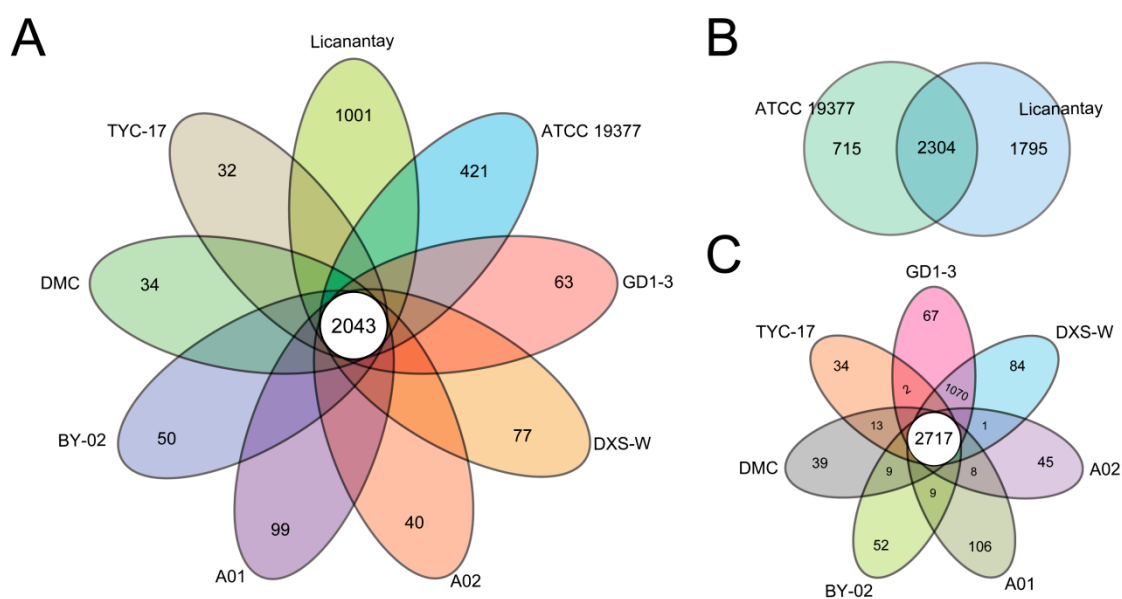 A
Licanantay
1001
TYC-17
32
ATCC 19377
421
DMC
34
GD1-3
63
2043
BY-02
50
DXS-W
77
A01
99
A02
40
B
ATCC 19377
Licanantay
715
2304
1795
C
GD1-3
67
TYC-17
34
DXS-W
84
2
1070
13
1
2717
DMC
39
A02
45
9
8
9
BY-02
52
A01
106